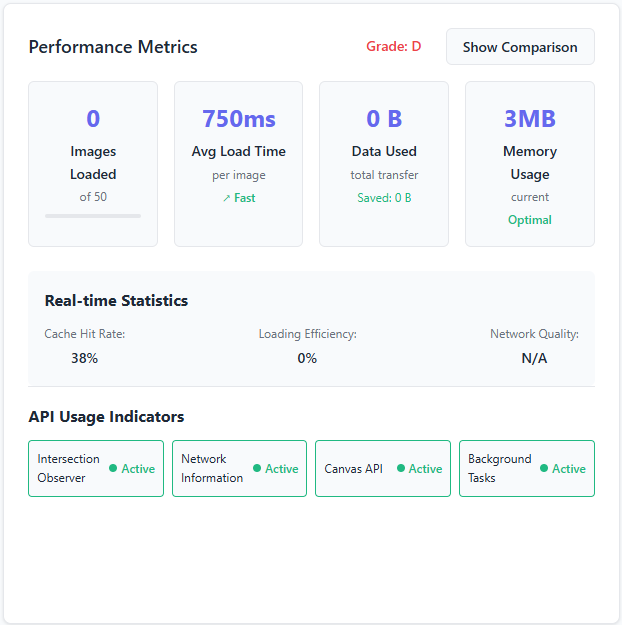 Performance Metrics
Grade: D
Show Comparison
0
Images
Loaded
of 50
750ms
Avg Load Time
per image
↗ Fast
0 B
Data Used
total transfer
Saved: 0 B
3MB
Memory
Usage
current
Optimal
Real-time Statistics
Cache Hit Rate:
38%
Loading Efficiency:
0%
Network Quality:
N/A
API Usage Indicators
Intersection
Observer
Active
Network
Information
Active
Canvas API
Active
Background
Tasks
Active